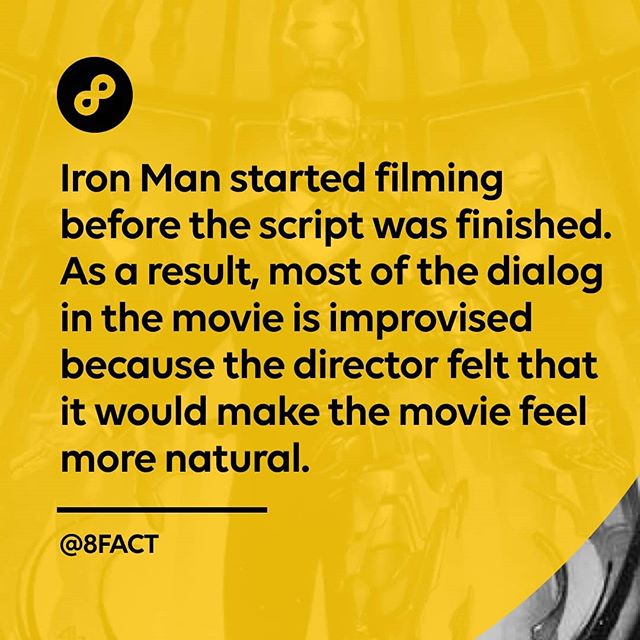 Iron Man started filming
before the script was finished.
As a result, most of the dialog
in the movie is improvised
because the director felt that
it would make the movie feel
more natural.
@8FACT